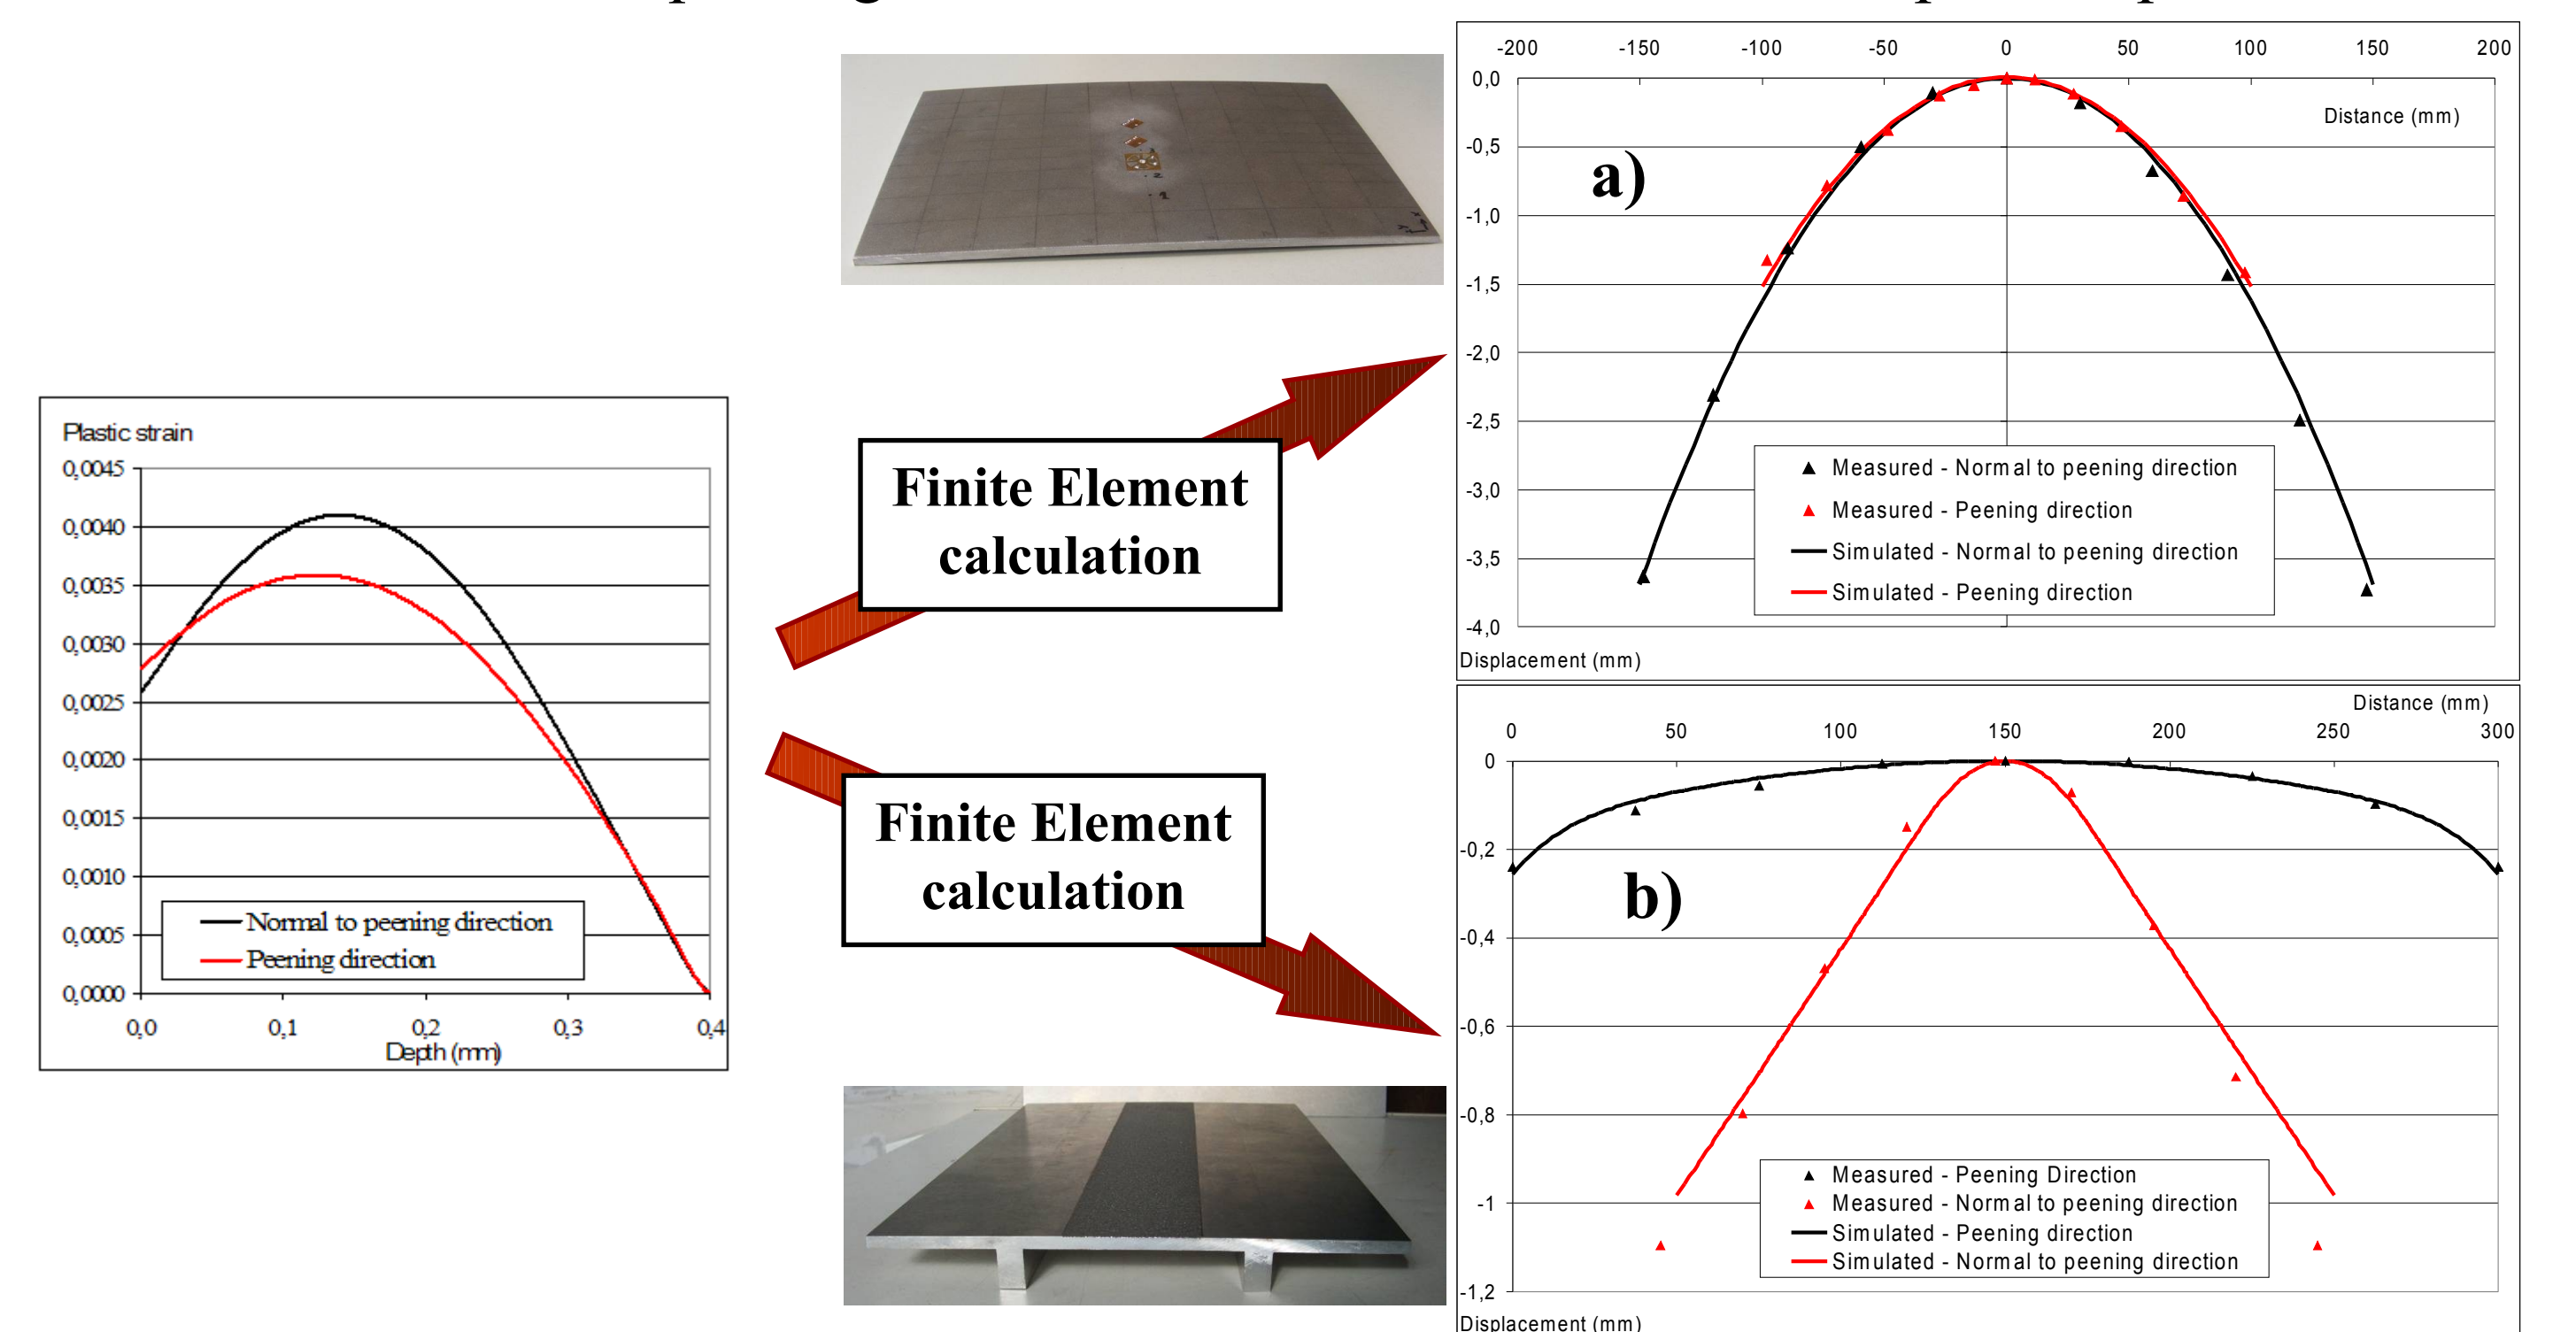 Plastic strain
0,0045
0,0040
0,0035
0,0030
0,0025
0,0020
0,0015
0,0010
0,0005
0,0000
Normal to peening direction
Peening direction
0,0 0,1 0,2 0,3 0,4
Depth (mm)
Finite Element
calculation
Finite Element
calculation
-200 -150 -100 -50 0 50 100 150 200
0,0
Distance (mm)
-0,5
a)
-1,0
-1,5
-2,0
-2,5
-3,0
-3,5
-4,0
Measured - Normal to peening direction
Measured - Peening direction
Simulated - Normal to peening direction
Simulated - Peening direction
Displacement (mm)
Distance (mm)
0 50 100 150 200 250 300
0
-0,2
b)
-0,4
-0,6
-0,8
-1
-1,2
Measured - Peening Direction
Measured - Normal to peening direction
Simulated - Peening direction
Simulated - Normal to peening direction
Displacement (mm)